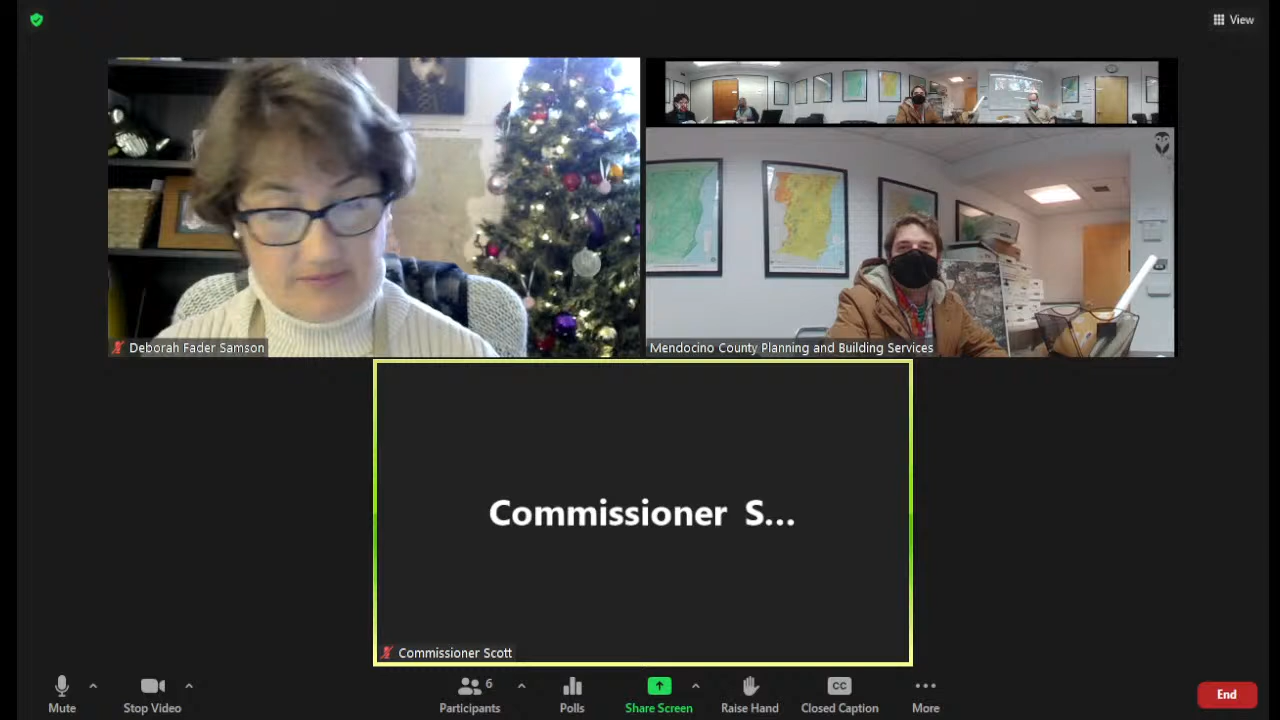 View
Deborah Fader Samson
Mendocino County Planning and Building Services
Commissioner S...
Commissioner Scott
Mute
Stop Video
6
Participants
Polls
Share Screen
Raise Hand
CC
Closed Caption
More
End